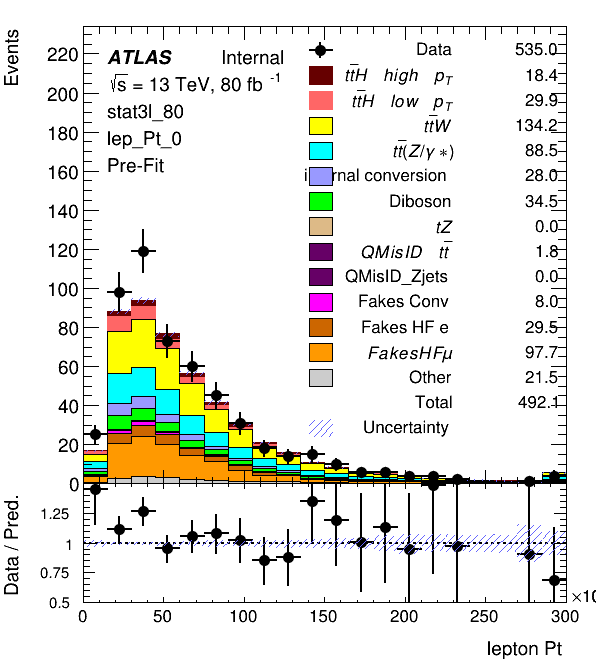 Events
ATLAS Internal
√s = 13 TeV, 80 fb -1
stat3l_80
lep_Pt_0
Pre-Fit
Data 535.0
tt̅H high pT 18.4
tt̅H low pT 29.9
tt̅W 134.2
tt̅(Z/γ*) 88.5
internal conversion 28.0
Diboson 34.5
tZ 0.0
QMisID tt̅ 1.8
QMisID_Zjets 0.0
Fakes Conv 8.0
Fakes HF e 29.5
FakesHFμ 97.7
Other 21.5
Total 492.1
Uncertainty
220
200
180
160
140
120
100
80
60
40
20
0
Data / Pred.
1.25
1
0.75
0.5
0 50 100 150 200 250 300
×10
lepton Pt